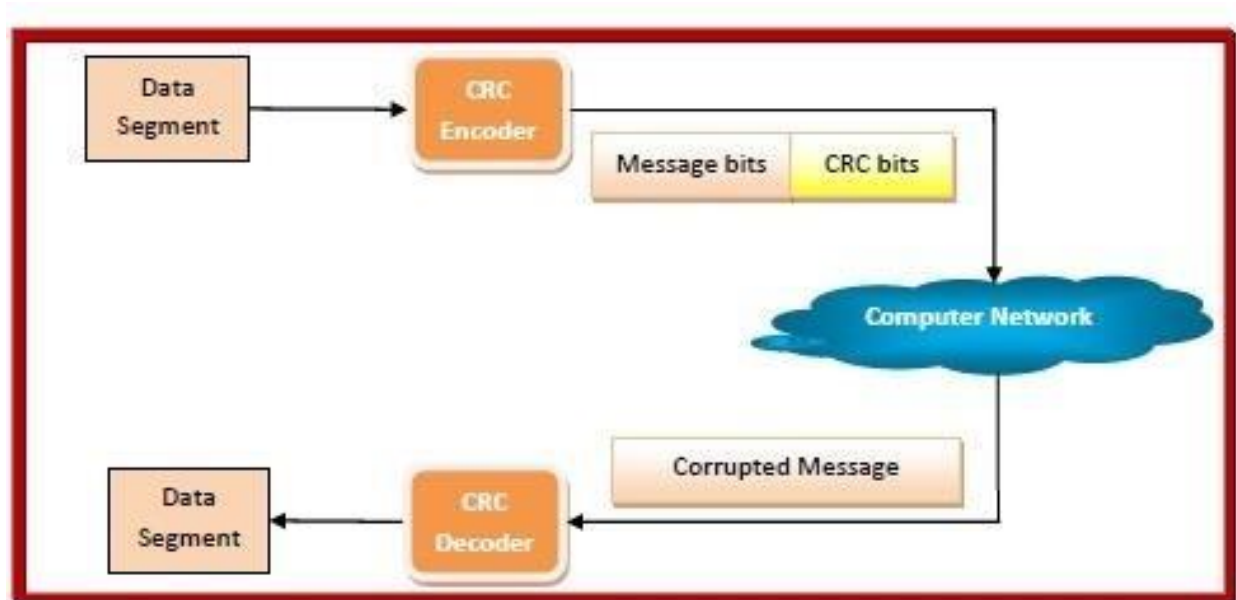 Data
Segment
CRC
Encoder
Message bits
CRC bits
Computer Network
Corrupted Message
Data
Segment
CRC
Decoder